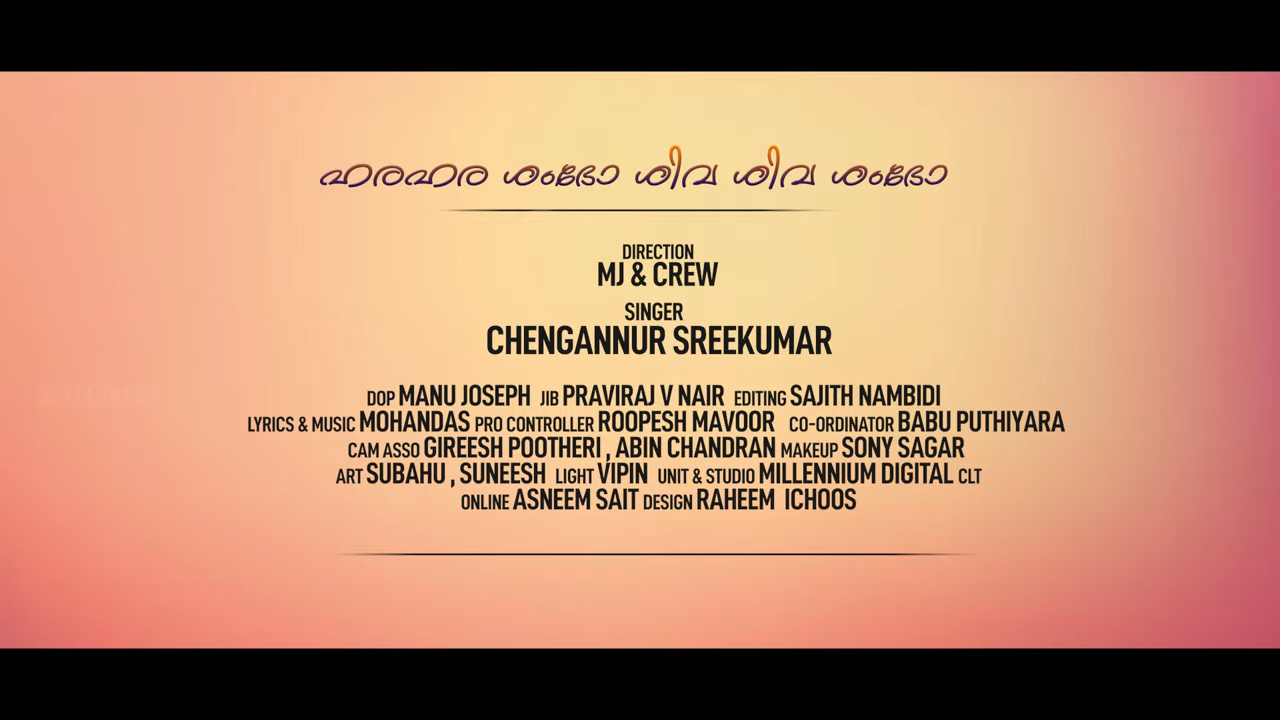 ഹരഹര ശംഭോ ശിവ ശിവ ശംഭോ
DIRECTION
MJ & CREW
SINGER
CHENGANNUR SREEKUMAR
DOP MANU JOSEPH JIB PRAVIRAJ V NAIR EDITING SAJITH NAMBIDI
LYRICS & MUSIC MOHANDAS PRO CONTROLLER ROOPESH MAVOOR CO-ORDINATOR BABU PUTHIYARA
CAM ASSO GIREESH POOTHERI , ABIN CHANDRAN MAKEUP SONY SAGAR
ART SUBAHU , SUNEESH LIGHT VIPIN UNIT & STUDIO MILLENNIUM DIGITAL CLT
ONLINE ASNEEM SAIT DESIGN RAHEEM ICHOOS